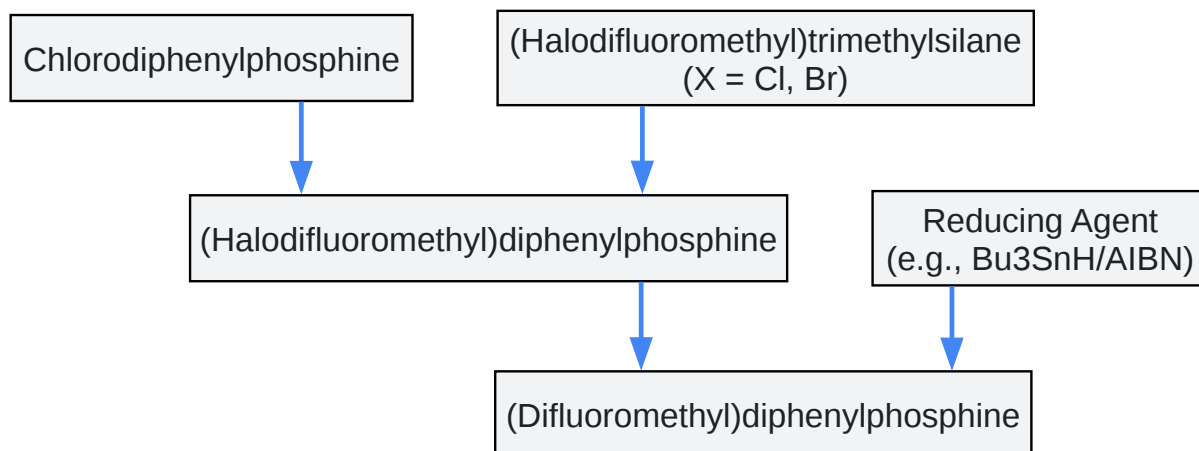 Chlorodiphenylphosphine
(Halodifluoromethyl)trimethylsilane
(X = Cl, Br)
(Halodifluoromethyl)diphenylphosphine
Reducing Agent
(e.g., Bu3SnH/AIBN)
(Difluoromethyl)diphenylphosphine